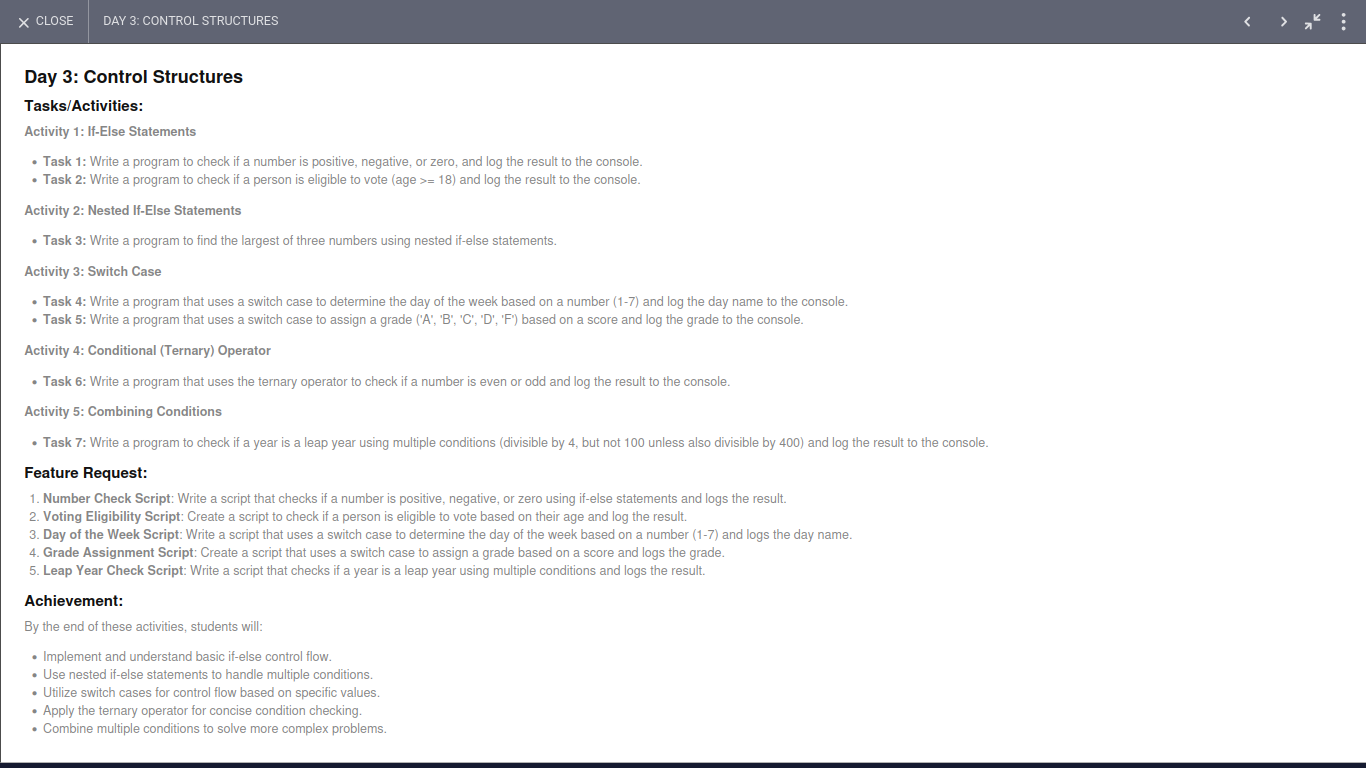 CLOSE
DAY 3: CONTROL STRUCTURES
Day 3: Control Structures
Tasks/Activities:
Activity 1: If-Else Statements
• Task 1: Write a program to check if a number is positive, negative, or zero, and log the result to the console.
• Task 2: Write a program to check if a person is eligible to vote (age >= 18) and log the result to the console.
Activity 2: Nested If-Else Statements
• Task 3: Write a program to find the largest of three numbers using nested if-else statements.
Activity 3: Switch Case
• Task 4: Write a program that uses a switch case to determine the day of the week based on a number (1-7) and log the day name to the console.
• Task 5: Write a program that uses a switch case to assign a grade ('A', 'B', 'C', 'D', 'F') based on a score and log the grade to the console.
Activity 4: Conditional (Ternary) Operator
• Task 6: Write a program that uses the ternary operator to check if a number is even or odd and log the result to the console.
Activity 5: Combining Conditions
• Task 7: Write a program to check if a year is a leap year using multiple conditions (divisible by 4, but not 100 unless also divisible by 400) and log the result to the console.
Feature Request:
1. Number Check Script: Write a script that checks if a number is positive, negative, or zero using if-else statements and logs the result.
2. Voting Eligibility Script: Create a script to check if a person is eligible to vote based on their age and log the result.
3. Day of the Week Script: Write a script that uses a switch case to determine the day of the week based on a number (1-7) and logs the day name.
4. Grade Assignment Script: Create a script that uses a switch case to assign a grade based on a score and logs the grade.
5. Leap Year Check Script: Write a script that checks if a year is a leap year using multiple conditions and logs the result.
Achievement:
By the end of these activities, students will:
• Implement and understand basic if-else control flow.
• Use nested if-else statements to handle multiple conditions.
• Utilize switch cases for control flow based on specific values.
• Apply the ternary operator for concise condition checking.
• Combine multiple conditions to solve more complex problems.